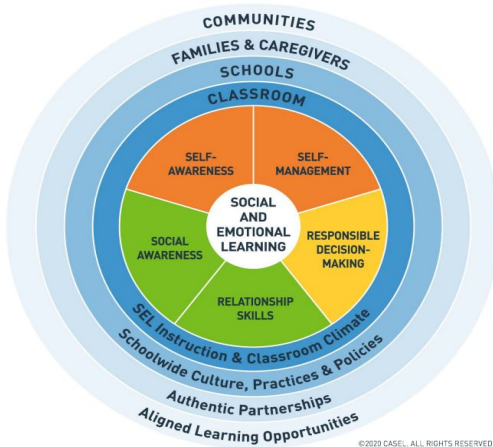 COMMUNITIES
FAMILIES & CAREGIVERS
SCHOOLS
CLASSROOM
SELF-
AWARENESS
SELF-
MANAGEMENT
SOCIAL
AND
EMOTIONAL
LEARNING
SOCIAL
AWARENESS
RESPONSIBLE
DECISION-
MAKING
RELATIONSHIP
SKILLS
SEL Instruction & Classroom Climate
Schoolwide Culture, Practices & Policies
Authentic Partnerships
Aligned Learning Opportunities
©2020 CASEL. ALL RIGHTS RESERVED